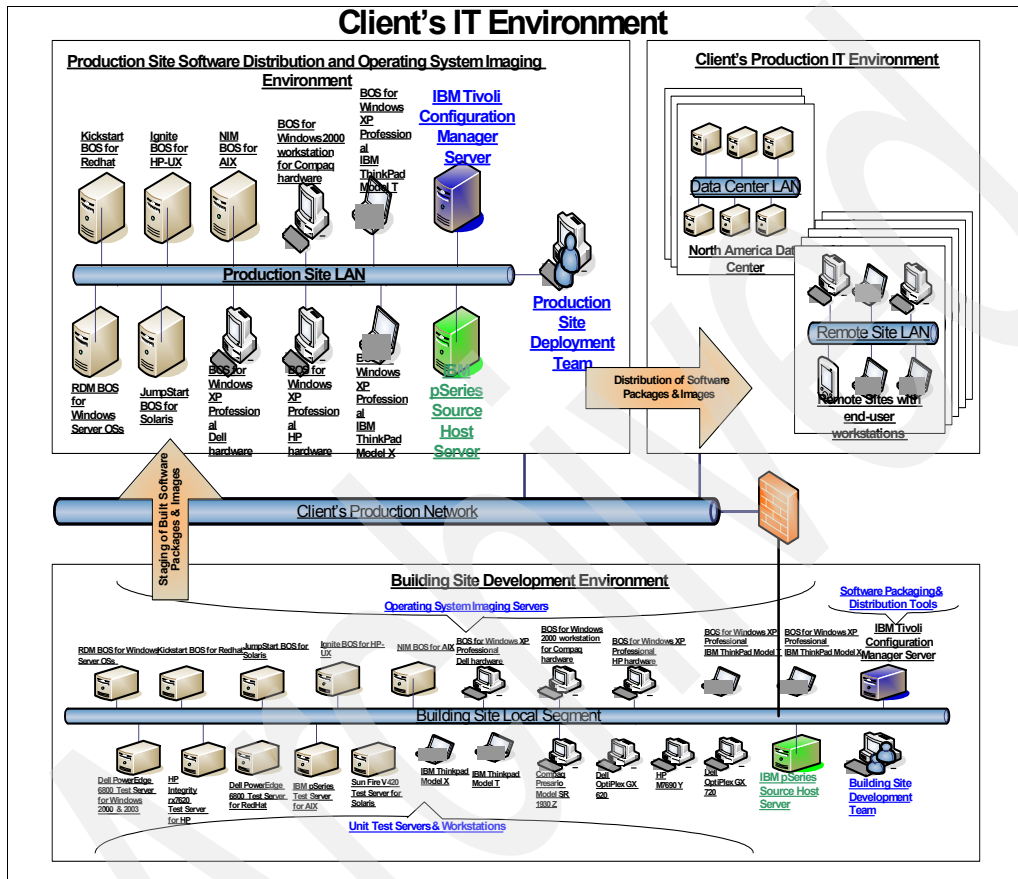 Client's IT Environment
Production Site Software Distribution and Operating System Imaging
Environment
Kickstart
BOS for
Redhat
Ignite
BOS for
HP-UX
NIM
BOS for
AIX
BOS for
Windows2000
workstation
for Compaq
hardware
BOS for
Windows
XP
Profession
al
IBM
ThinkPad
Model T
IBM Tivoli
Configuration
Manager
Server
Production Site LAN
Production
Site
Deployment
Team
RDM BOS
for
Windows
Server OSs
JumpStart
BOS for
Solaris
BOS for
Windows
XP
Profession
al
Dell
hardware
BOS for
Windows
XP
Profession
al
HP
hardware
BOS for
Windows
XP
Profession
al
IBM
ThinkPad
Model X
IBM
pSeries
Source
Host
Server
Client's Production IT Environment
Data Center LAN
North America Data
Center
Remote Site LAN
Remote Sites with
end-user
workstations
Distribution of Software
Packages & Images
Staging of Built Software
Packages & Images
Client's Production Network
Building Site Development Environment
Operating System Imaging Servers
Software Packaging &
Distribution Tools
RDM BOS for Windows
Server OSs
Kickstart BOS for Redhat
JumpStart BOS for
Solaris
Ignite BOS for HP-
UX
NIM BOS for AIX
BOS for Windows XP
Professional
Dell hardware
BOS for Windows
2000 workstation
for Compaq
hardware
BOS for Windows XP
Professional
HP hardware
BOS for Windows XP
Professional
IBM ThinkPad Model T
BOS for Windows XP
Professional
IBM ThinkPad Model X
IBM Tivoli
Configuration
Manager Server
Building Site Local Segment
Dell PowerEdge
6800 Test Server
for Windows
2000 & 2003
HP
Integrity
rx7620
Test Server
for HP
Dell PowerEdge
6800 Test Server
for RedHat
IBM pSeries
Test Server
for AIX
Sun Fire V420
Test Server for
Solaris
IBM Thinkpad
Model X
IBM Thinkpad
Model T
Compaq
Presario
Model SR
1930 Z
Dell
OptiPlex GX
620
HP
M7690 Y
Dell
OptiPlex GX
720
IBM pSeries
Source Host
Server
Building Site
Development
Team
Unit Test Servers & Workstations